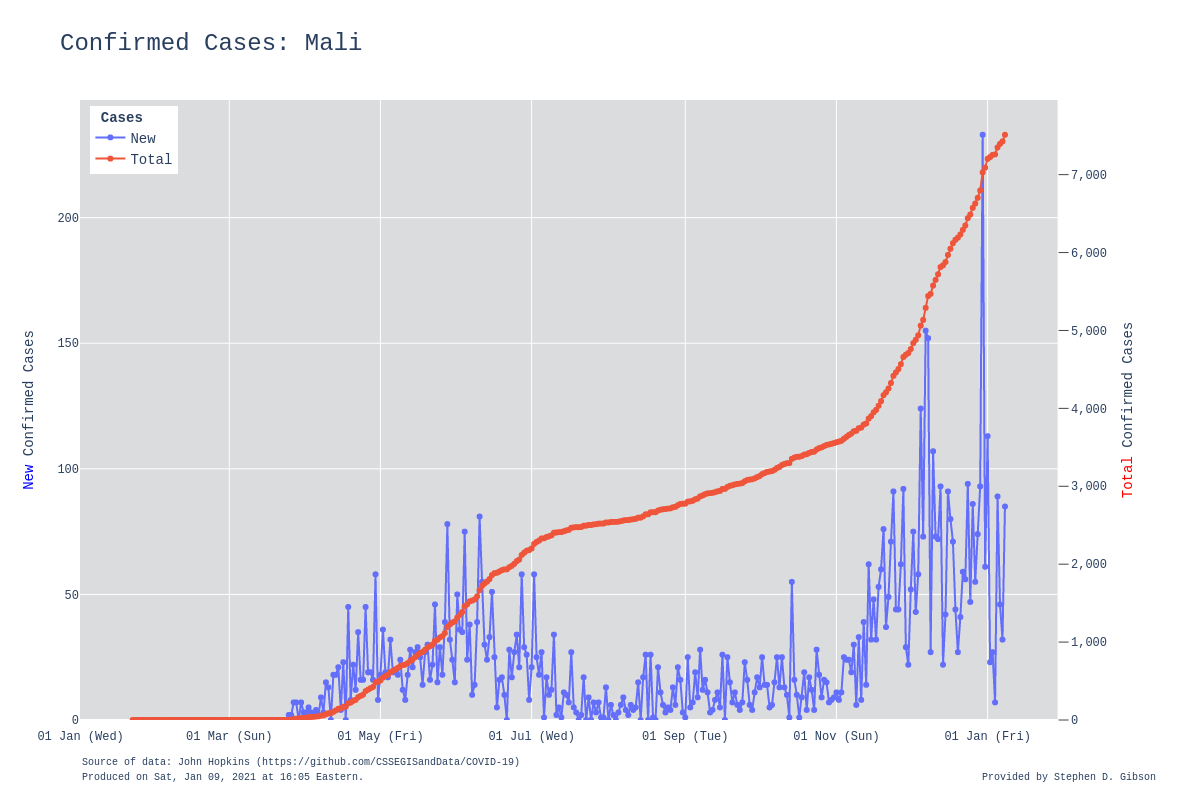 Confirmed Cases: Mali
Cases
New
Total
200
150
100
50
0
7,000
6,000
5,000
4,000
3,000
2,000
1,000
0
New Confirmed Cases
Total Confirmed Cases
01 Jan (Wed)
01 Mar (Sun)
01 May (Fri)
01 Jul (Wed)
01 Sep (Tue)
01 Nov (Sun)
01 Jan (Fri)
Source of data: John Hopkins (https://github.com/CSSEGISandData/COVID-19)
Produced on Sat, Jan 09, 2021 at 16:05 Eastern.
Provided by Stephen D. Gibson